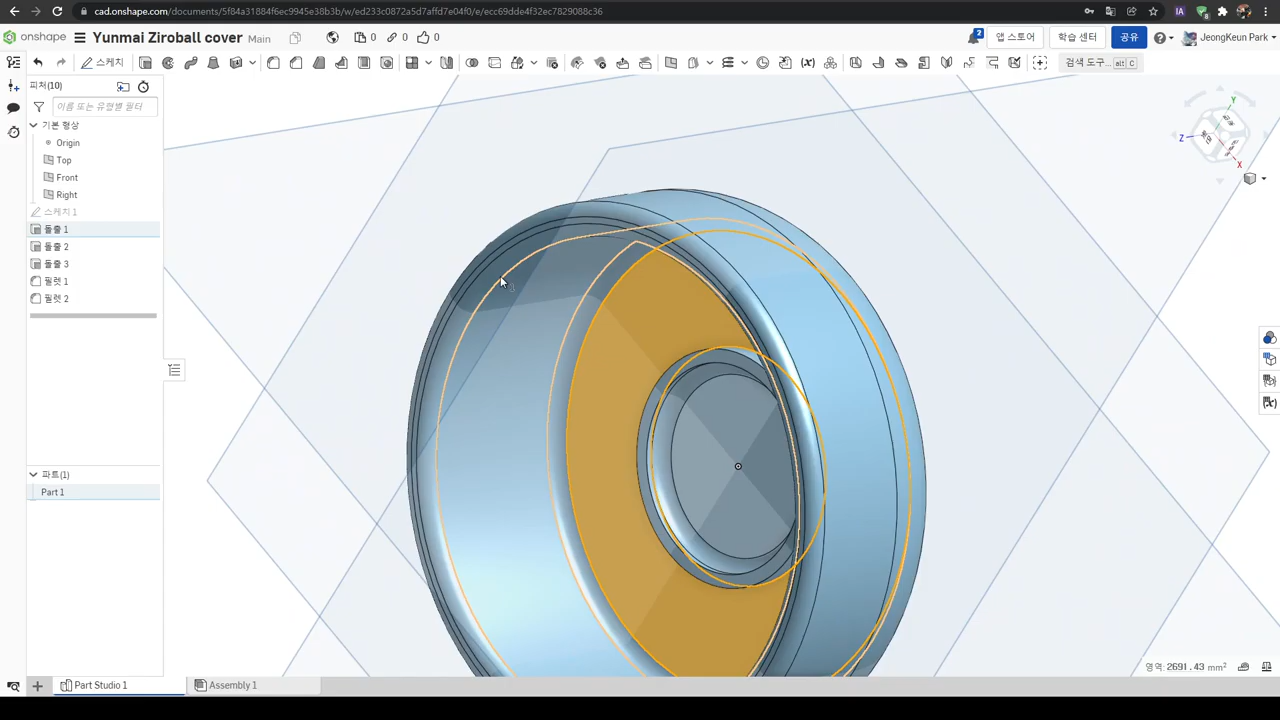 cad.onshape.com/documents/5f84a31884f6ec9945e38b3b/w/ed233c0872a5d7affd7e04f0/e/ecc69dde4f32ec7829088c36
onshape Yunmai Ziroball cover Main 0 0 0 2 앱 스토어 학습 센터 공유 JeongKeun Park
스케치 검색 도구... alt C
피처(10)
이름 또는 유형별 필터
기본 형상
Origin
Top
Front
Right
스케치 1
돌출 1
돌출 2
돌출 3
필렛 1
필렛 2
파트(1)
Part 1
Y
Z
X
영역: 2691.43 mm²
Part Studio 1 Assembly 1